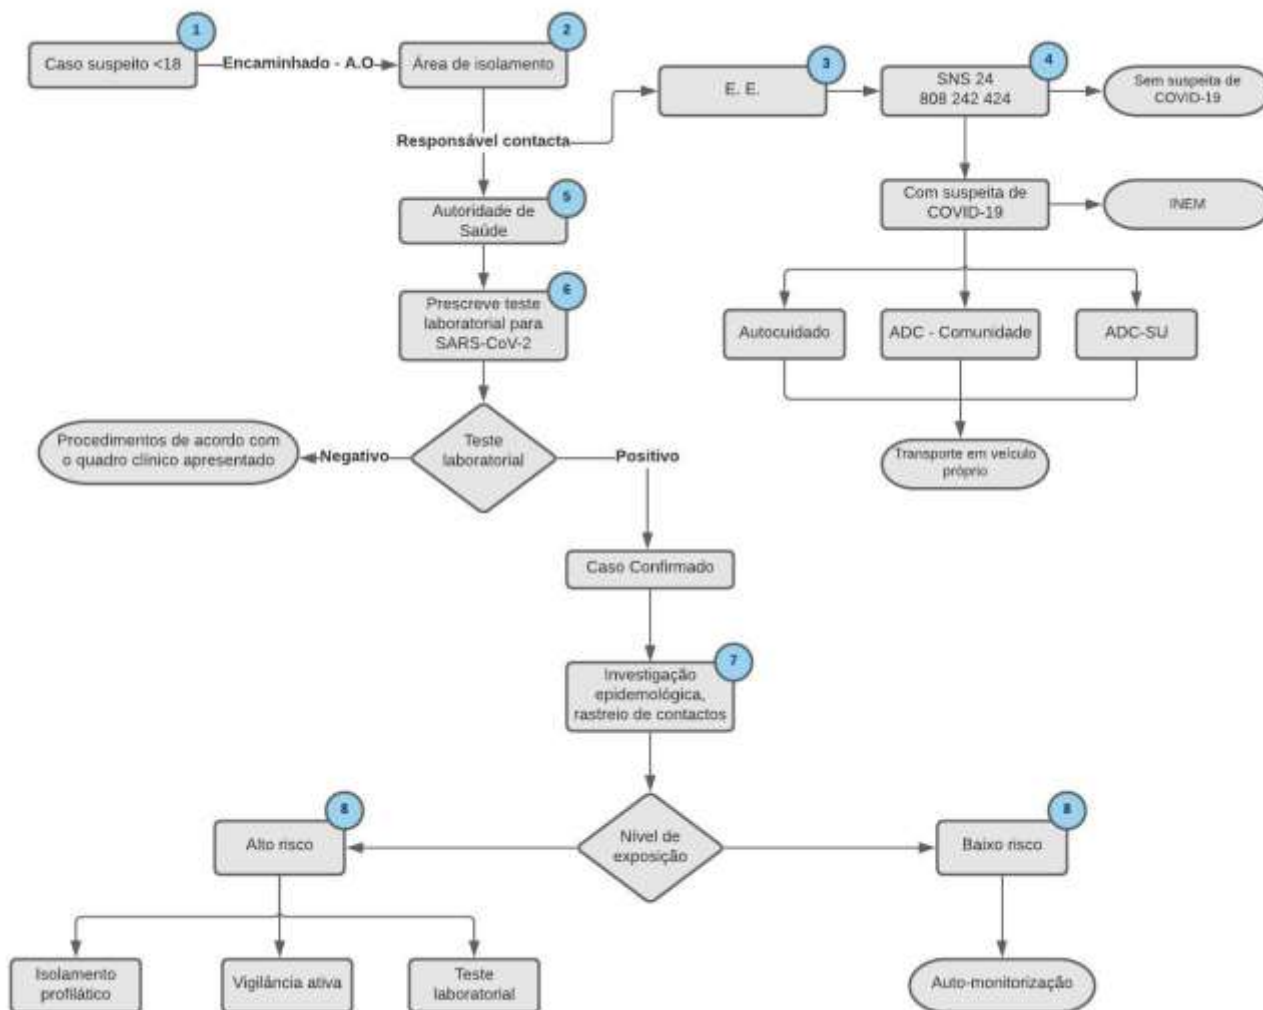 1
Caso suspeito <18
Encaminhado - A.O
2
Área de isolamento
3
E. E.
4
SNS 24
808 242 424
Sem suspeita de
COVID-19
Responsável contacta
Com suspeita de
COVID-19
INEM
5
Autoridade de
Saúde
6
Prescreve teste
laboratorial para
SARS-CoV-2
Autocuidado
ADC - Comunidade
ADC-SU
Transporte em veículo
próprio
Procedimentos de acordo com
o quadro clínico apresentado
Negativo
Teste
laboratorial
Positivo
Caso Confirmado
7
Investigação
epidemológica,
rastreio de contactos
8
Alto risco
Nível de
exposição
8
Baixo risco
Isolamento
profilático
Vigilância ativa
Teste
laboratorial
Auto-monitorização